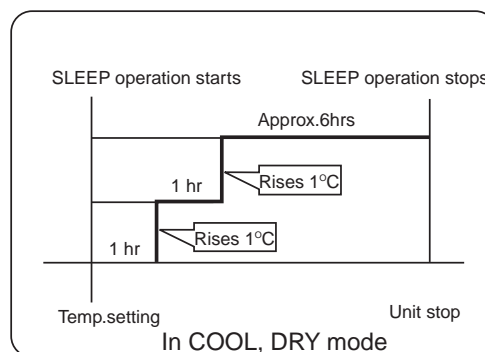 SLEEP operation starts SLEEP operation stops
Approx.6hrs
Rises 1°C
1 hr
Rises 1°C
1 hr
Temp.setting Unit stop
In COOL, DRY mode